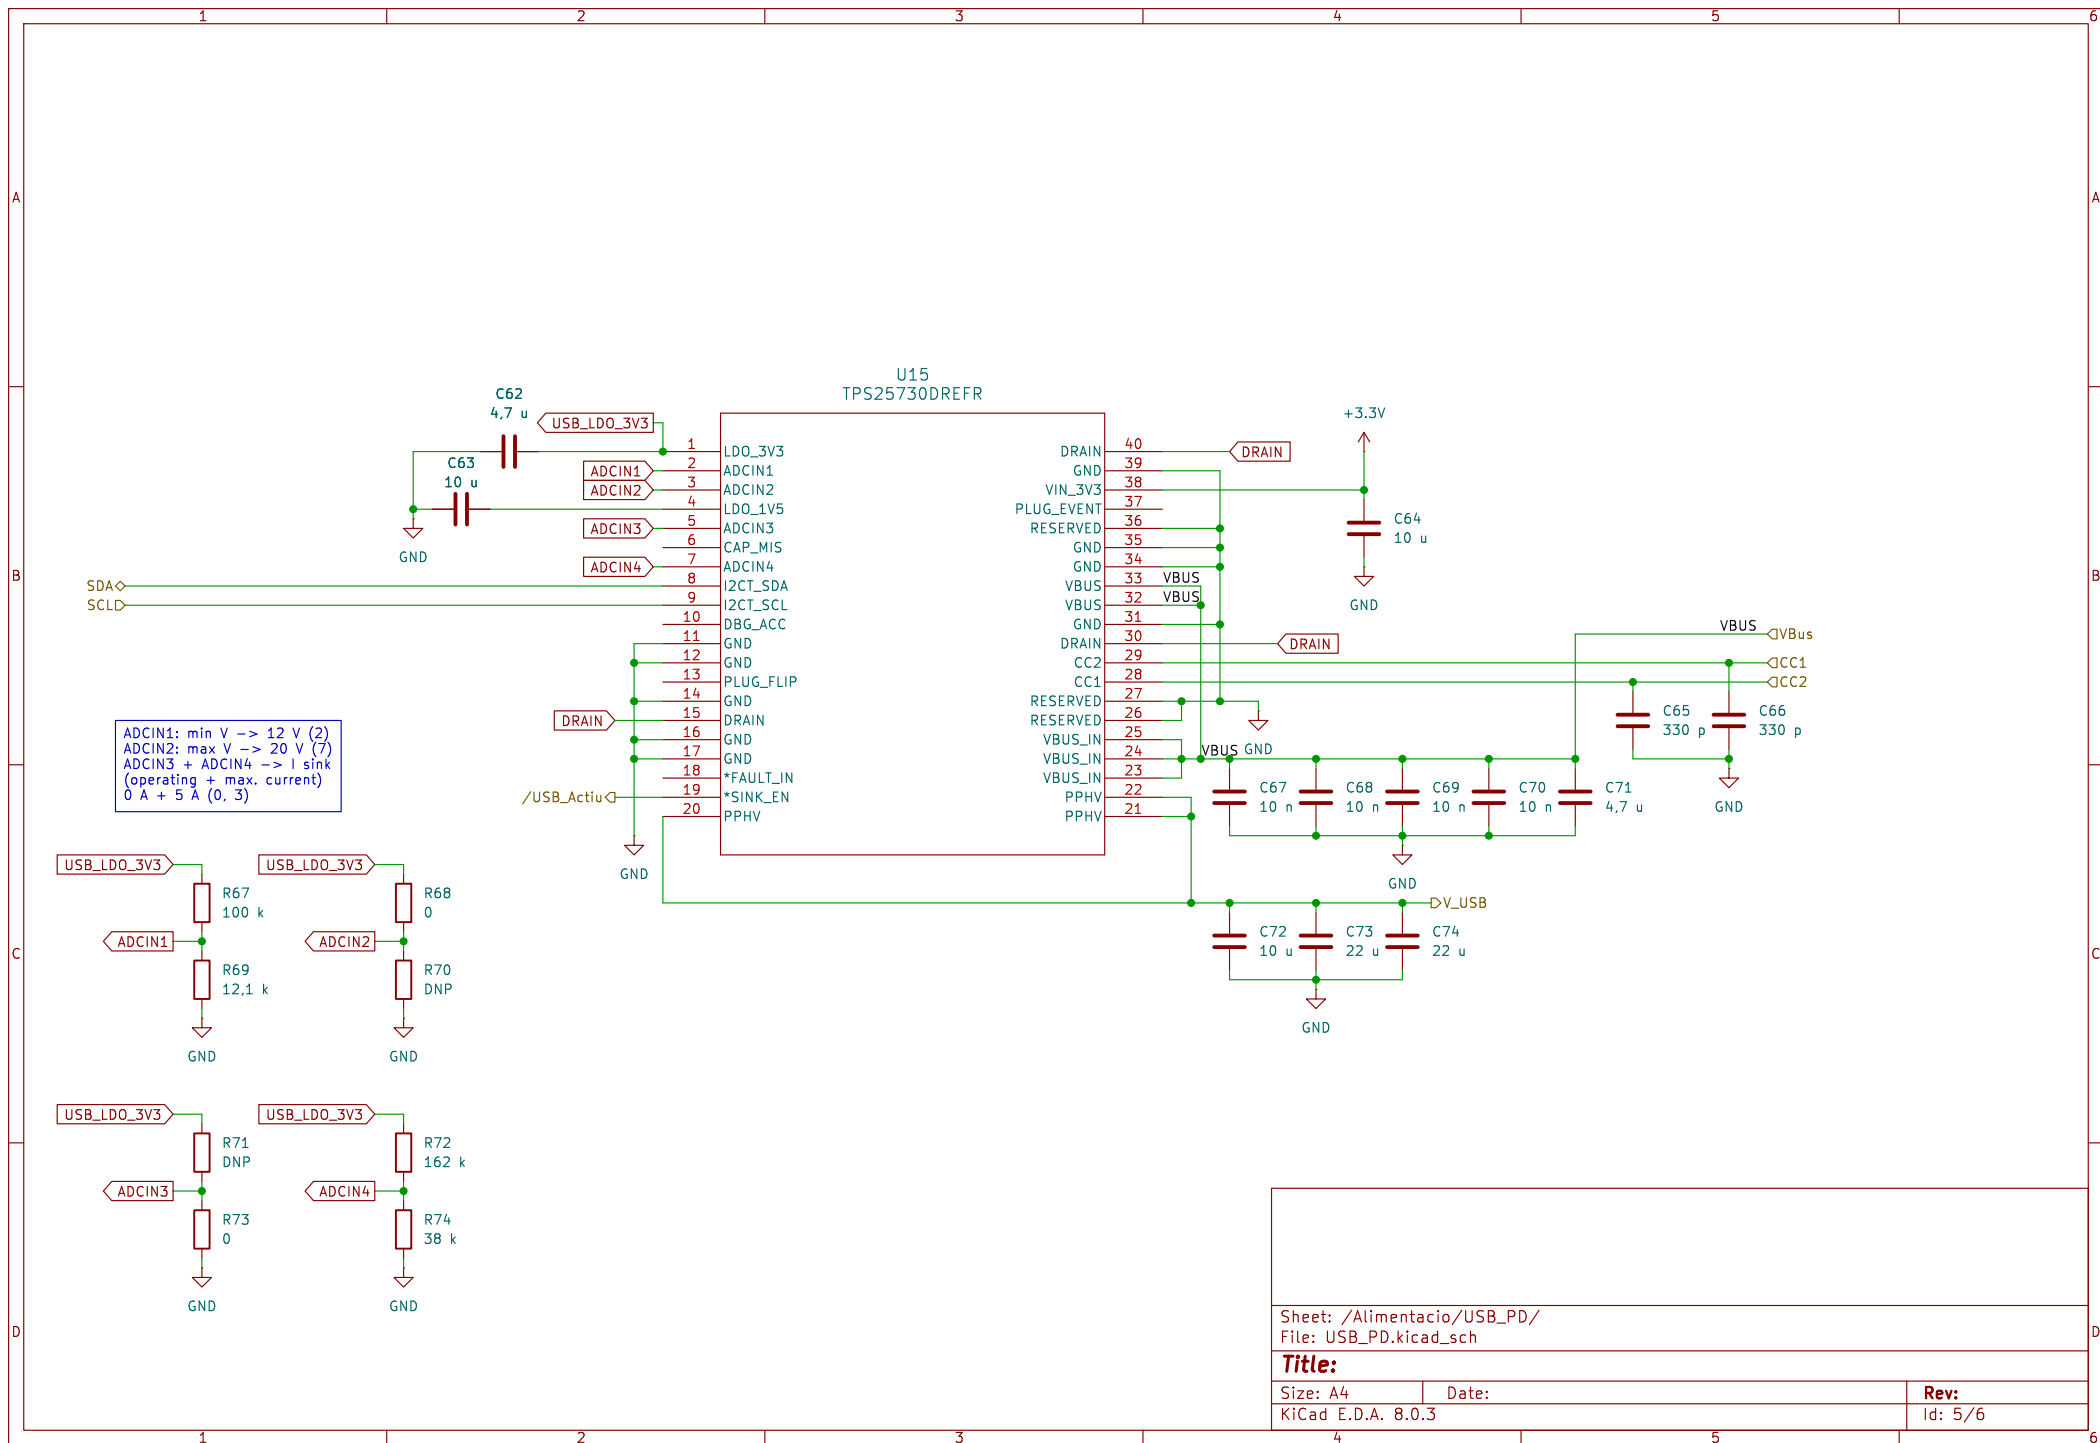 1 2 3 4 5 6
A A
B B
C C
D D
U15
TPS25730DREFR
C62
4,7 u
USB_LDO_3V3
C63
10 u
ADCIN1
ADCIN2
ADCIN3
ADCIN4
GND
SDA
SCL
DRAIN
/USB_Actiu
GND
1 LDO_3V3
2 ADCIN1
3 ADCIN2
4 LDO_1V5
5 ADCIN3
6 CAP_MIS
7 ADCIN4
8 I2CT_SDA
9 I2CT_SCL
10 DBG_ACC
11 GND
12 GND
13 PLUG_FLIP
14 GND
15 DRAIN
16 GND
17 GND
18 *FAULT_IN
19 *SINK_EN
20 PPHV
DRAIN 40
GND 39
VIN_3V3 38
PLUG_EVENT 37
RESERVED 36
GND 35
GND 34
VBUS 33
VBUS 32
GND 31
DRAIN 30
CC2 29
CC1 28
RESERVED 27
RESERVED 26
VBUS_IN 25
VBUS_IN 24
VBUS_IN 23
PPHV 22
PPHV 21
DRAIN
+3.3V
C64
10 u
GND
VBUS
VBUS
DRAIN
VBUS
VBus
CC1
CC2
C65
330 p
C66
330 p
GND
GND
VBUS
C67
10 n
C68
10 n
C69
10 n
C70
10 n
C71
4,7 u
GND
V_USB
C72
10 u
C73
22 u
C74
22 u
GND
ADCIN1: min V -> 12 V (2)
ADCIN2: max V -> 20 V (7)
ADCIN3 + ADCIN4 -> I sink
(operating + max. current)
0 A + 5 A (0, 3)
USB_LDO_3V3
R67
100 k
ADCIN1
R69
12,1 k
GND
USB_LDO_3V3
R68
0
ADCIN2
R70
DNP
GND
USB_LDO_3V3
R71
DNP
ADCIN3
R73
0
GND
USB_LDO_3V3
R72
162 k
ADCIN4
R74
38 k
GND
Sheet: /Alimentacio/USB_PD/
File: USB_PD.kicad_sch
Title:
Size: A4 Date: Rev:
KiCad E.D.A. 8.0.3 Id: 5/6
1 2 3 4 5 6